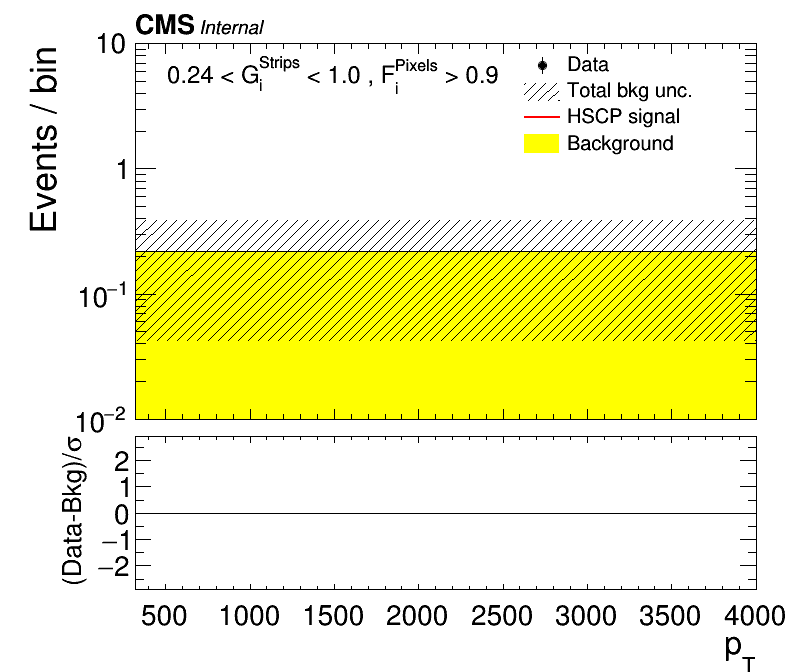 CMS Internal
10
1
10⁻¹
10⁻²
Events / bin
0.24 < G_i^Strips < 1.0 , F_i^Pixels > 0.9
Data
Total bkg unc.
HSCP signal
Background
(Data-Bkg)/σ
2
1
0
−1
−2
500 1000 1500 2000 2500 3000 3500 4000
p_T